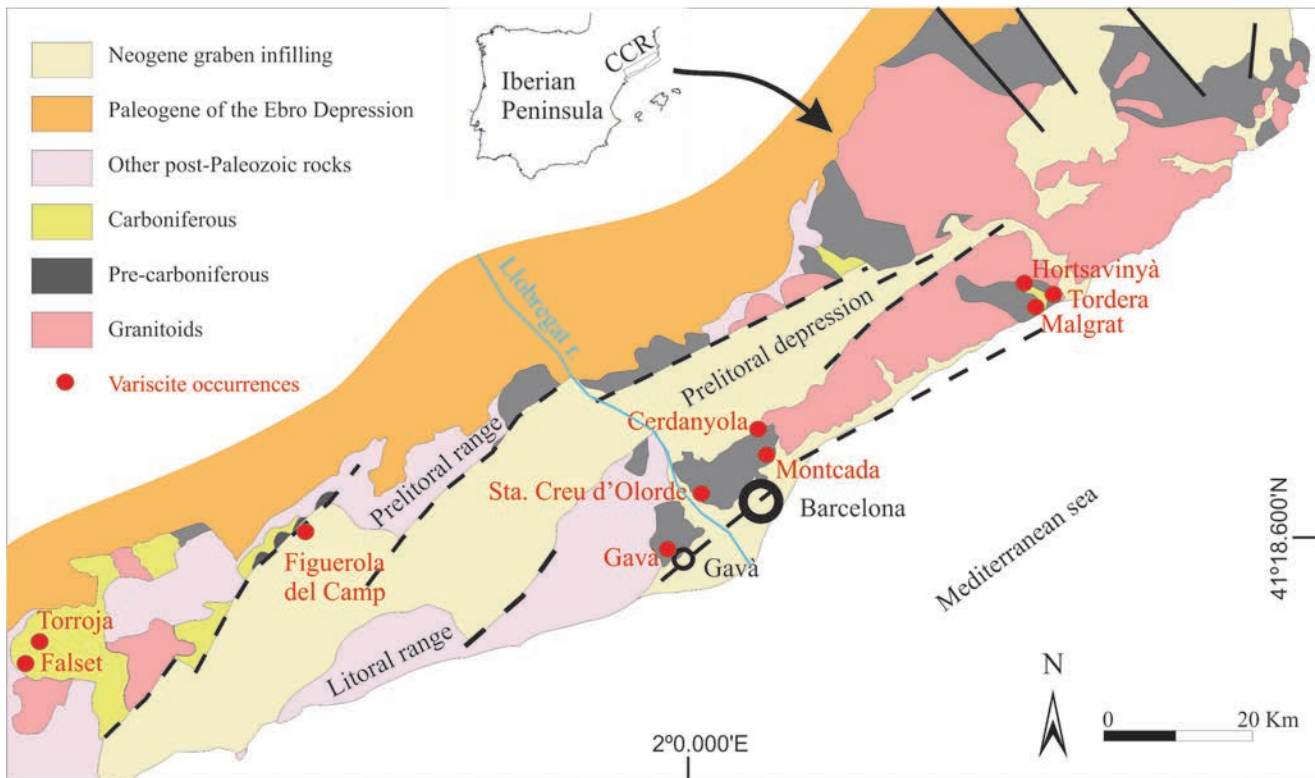 Neogene graben infilling
Paleogene of the Ebro Depression
Other post-Paleozoic rocks
Carboniferous
Pre-carboniferous
Granitoids
Variscite occurrences
Iberian
Peninsula
CCR
Llobregat r.
Prelitoral depression
Prelitoral range
Litoral range
Hortsavinyà
Tordera
Malgrat
Cerdanyola
Montcada
Sta. Creu d'Olorde
Barcelona
Gavà
Gavà
Figuerola
del Camp
Torroja
Falset
Mediterranean sea
41º18.600'N
2º0.000'E
N
0 20 Km